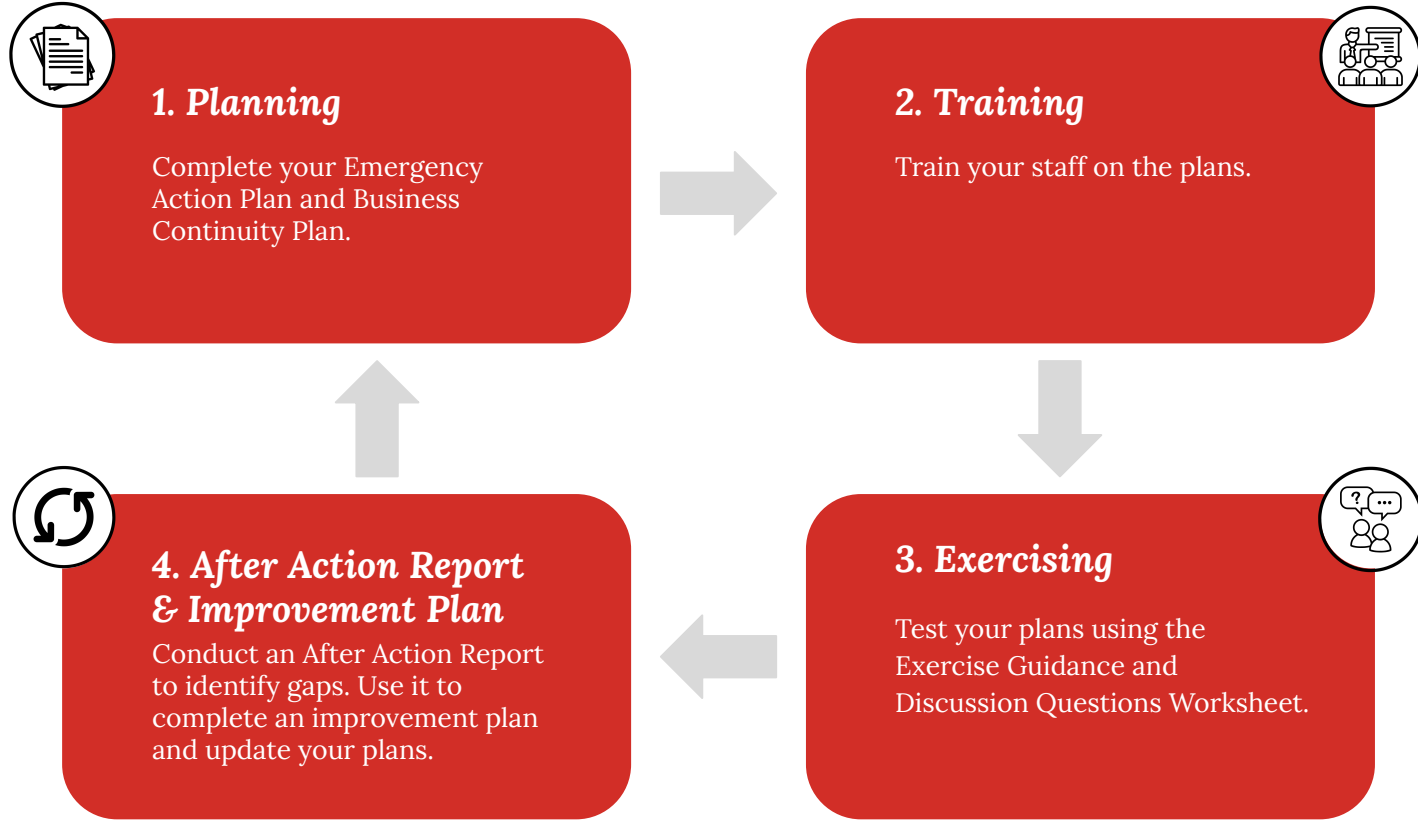 1. Planning
Complete your Emergency
Action Plan and Business
Continuity Plan.
2. Training
Train your staff on the plans.
3. Exercising
Test your plans using the
Exercise Guidance and
Discussion Questions Worksheet.
4. After Action Report
& Improvement Plan
Conduct an After Action Report
to identify gaps. Use it to
complete an improvement plan
and update your plans.